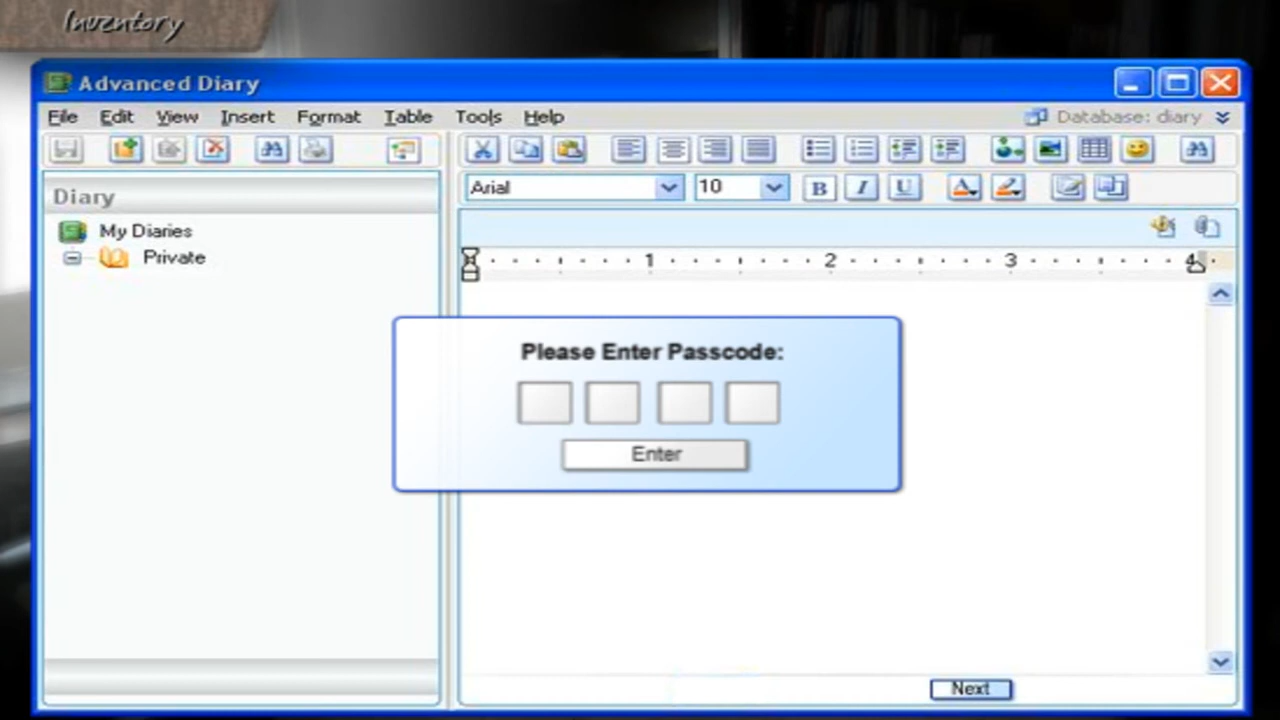 Inventory
Advanced Diary
File Edit View Insert Format Table Tools Help Database: diary
Arial 10 B I U A
Diary
My Diaries
Private
1 2 3 4
Please Enter Passcode:
Enter
Next